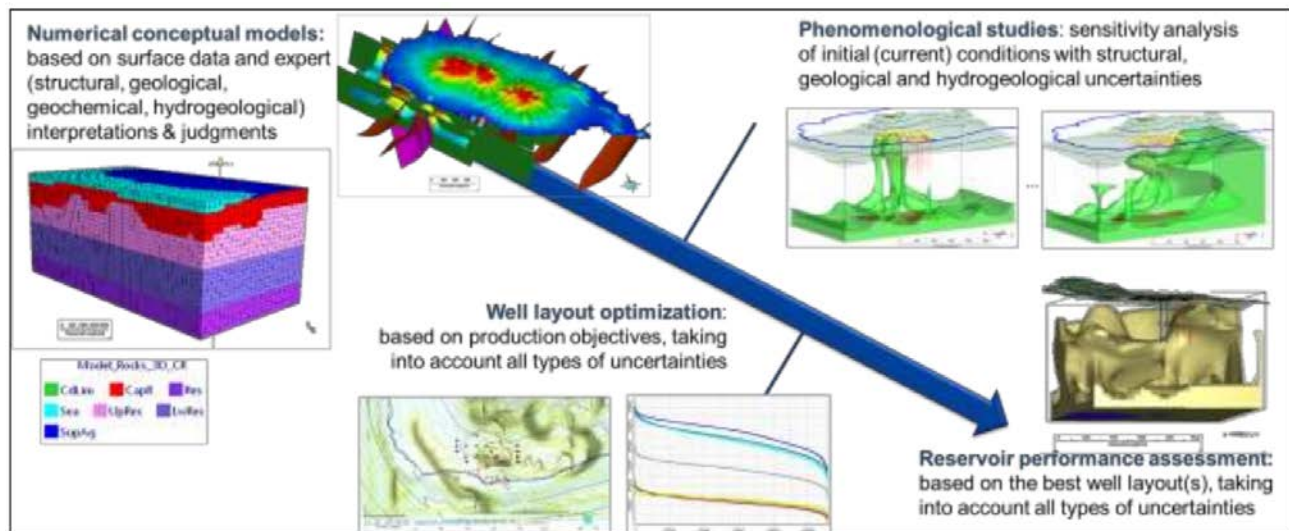 Numerical conceptual models:
based on surface data and expert
(structural, geological,
geochemical, hydrogeological)
interpretations & judgments
Phenomenological studies: sensitivity analysis
of initial (current) conditions with structural,
geological and hydrogeological uncertainties
...
Well layout optimization:
based on production objectives, taking
into account all types of uncertainties
Model_Rocks_3D_CR
CapR Res
Sea UpRec LwRes
Reservoir performance assessment:
based on the best well layout(s), taking
into account all types of uncertainties